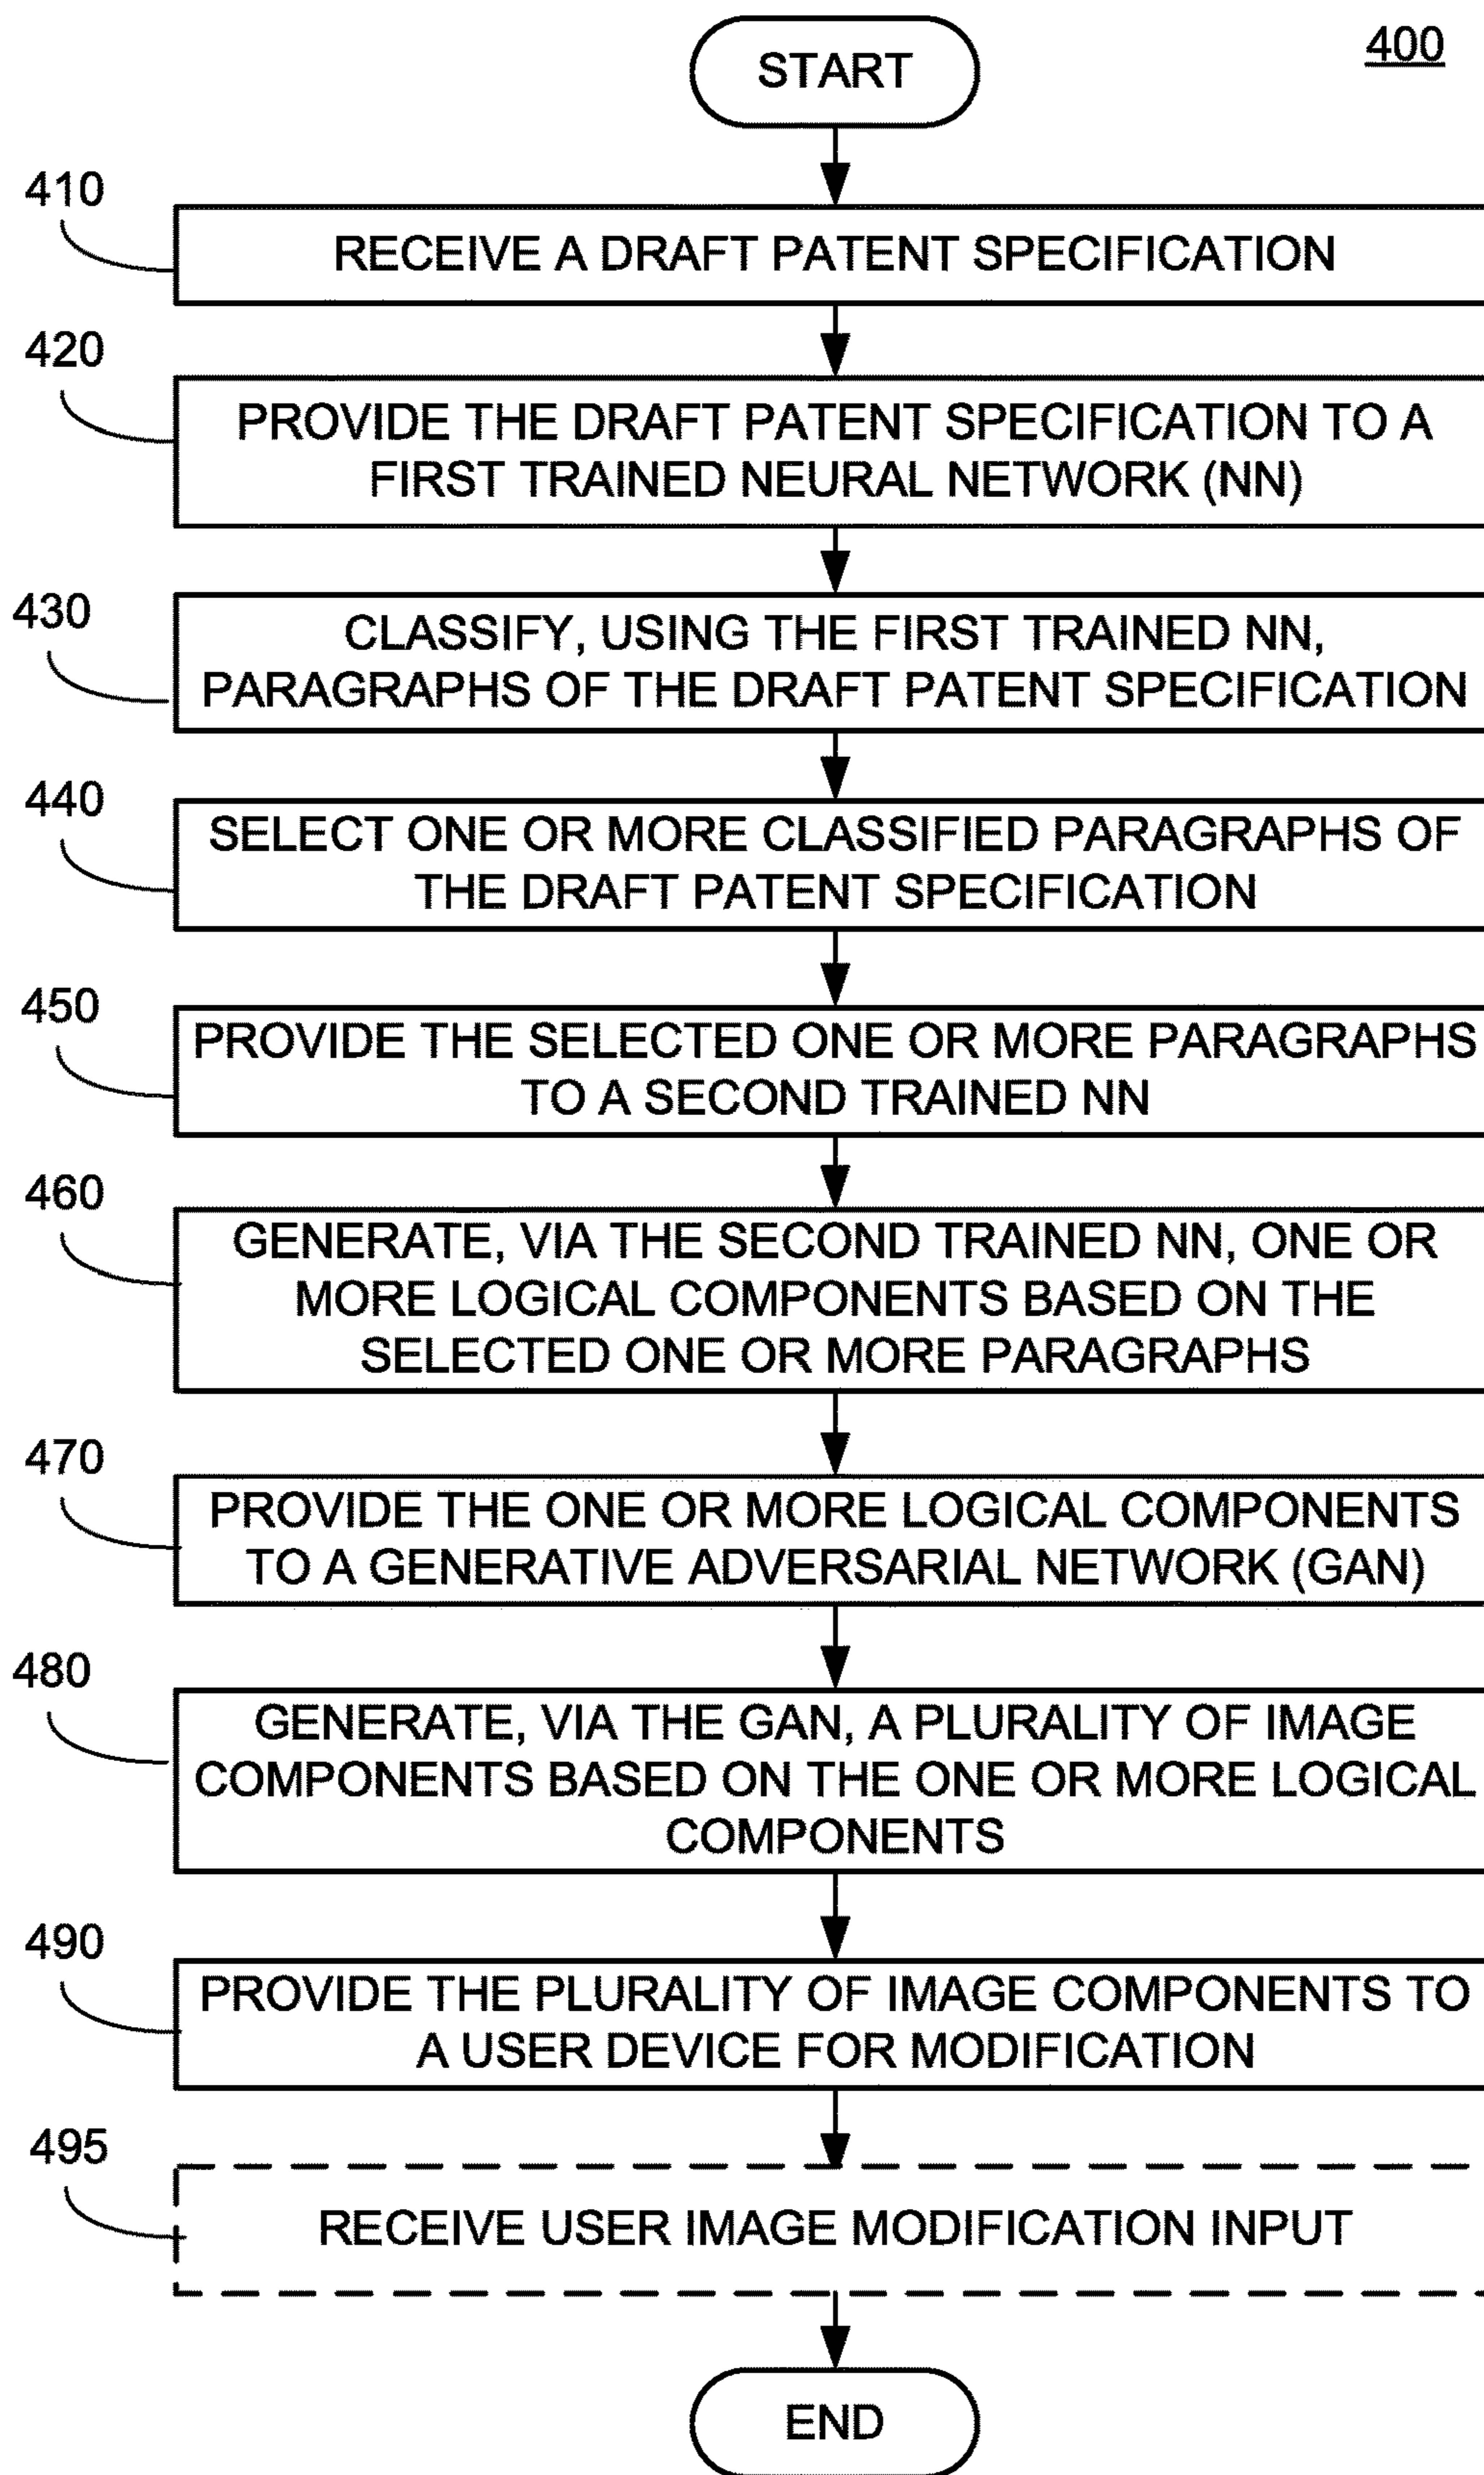 400
START
410
RECEIVE A DRAFT PATENT SPECIFICATION
420
PROVIDE THE DRAFT PATENT SPECIFICATION TO A
FIRST TRAINED NEURAL NETWORK (NN)
430
CLASSIFY, USING THE FIRST TRAINED NN,
PARAGRAPHS OF THE DRAFT PATENT SPECIFICATION
440
SELECT ONE OR MORE CLASSIFIED PARAGRAPHS OF
THE DRAFT PATENT SPECIFICATION
450
PROVIDE THE SELECTED ONE OR MORE PARAGRAPHS
TO A SECOND TRAINED NN
460
GENERATE, VIA THE SECOND TRAINED NN, ONE OR
MORE LOGICAL COMPONENTS BASED ON THE
SELECTED ONE OR MORE PARAGRAPHS
470
PROVIDE THE ONE OR MORE LOGICAL COMPONENTS
TO A GENERATIVE ADVERSARIAL NETWORK (GAN)
480
GENERATE, VIA THE GAN, A PLURALITY OF IMAGE
COMPONENTS BASED ON THE ONE OR MORE LOGICAL
COMPONENTS
490
PROVIDE THE PLURALITY OF IMAGE COMPONENTS TO
A USER DEVICE FOR MODIFICATION
495
RECEIVE USER IMAGE MODIFICATION INPUT
END